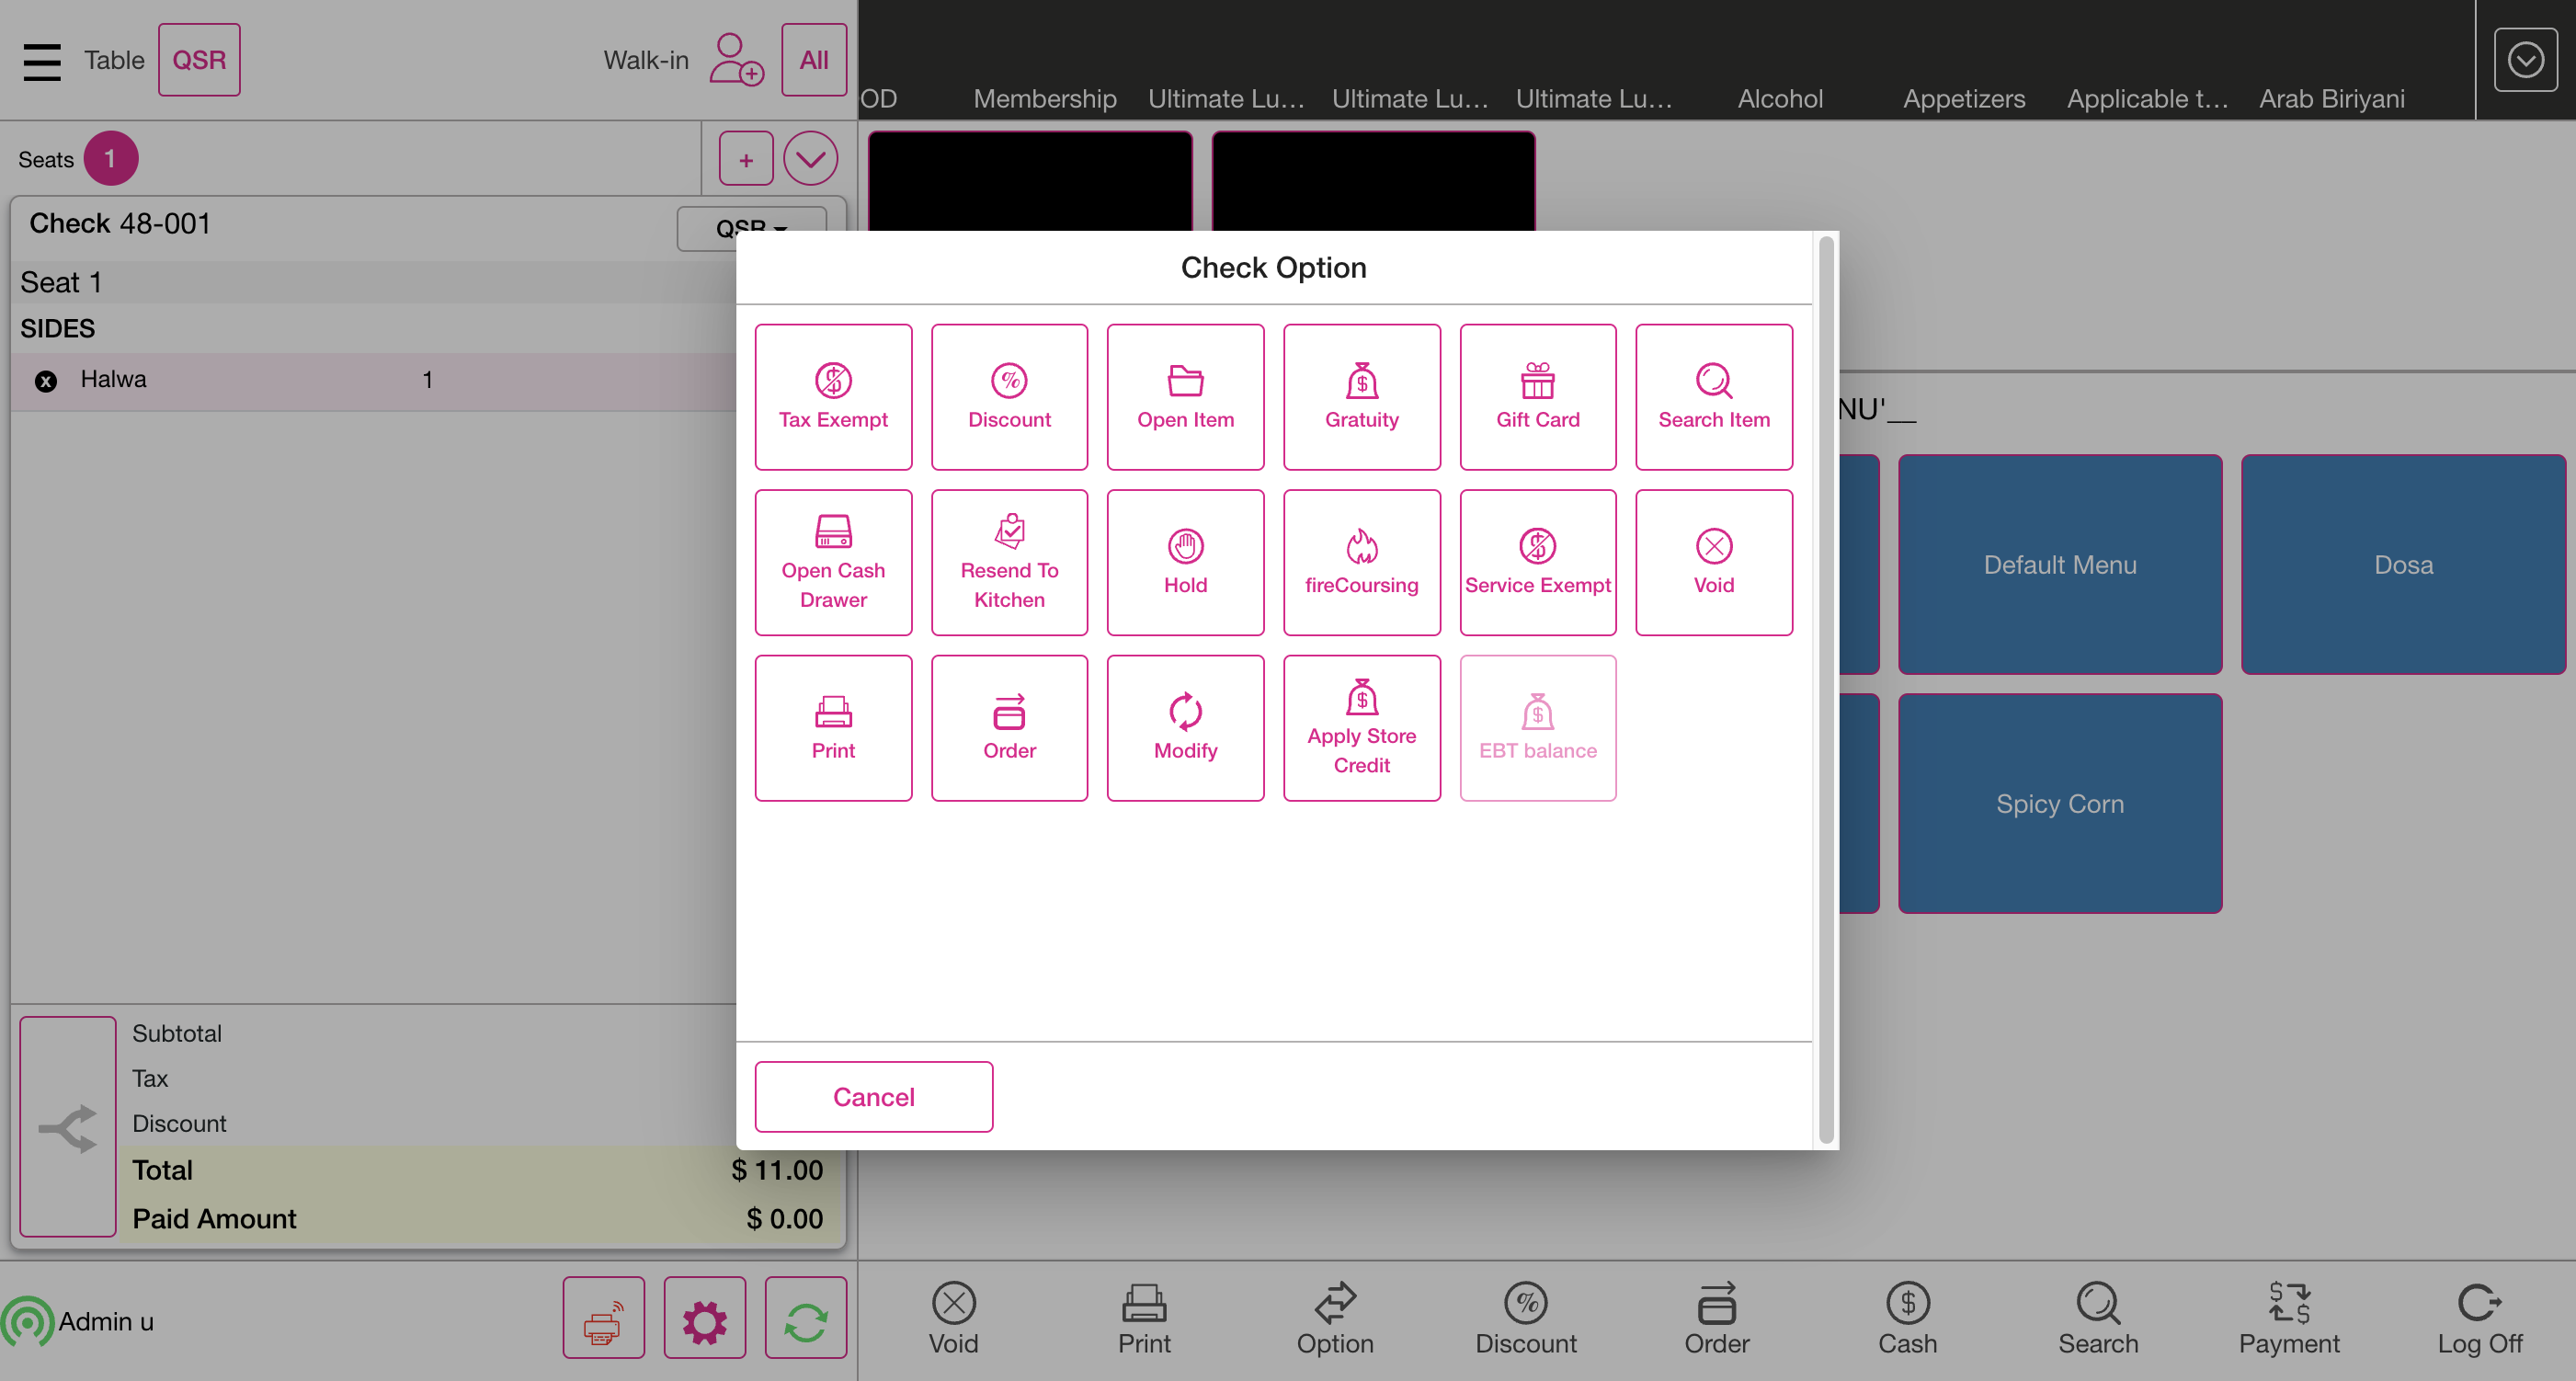 Table
QSR
Walk-in
All
OD
Membership
Ultimate Lu...
Ultimate Lu...
Ultimate Lu...
Alcohol
Appetizers
Applicable t...
Arab Biriyani
Seats
1
+
Check 48-001
QSR
Seat 1
SIDES
Halwa 1
NU'__
Check Option
Tax Exempt
Discount
Open Item
Gratuity
Gift Card
Search Item
Open Cash
Drawer
Resend To
Kitchen
Hold
fireCoursing
Service Exempt
Void
Print
Order
Modify
Apply Store
Credit
EBT balance
Cancel
Default Menu
Dosa
Spicy Corn
Subtotal
Tax
Discount
Total $ 11.00
Paid Amount $ 0.00
Admin u
Void
Print
Option
Discount
Order
Cash
Search
Payment
Log Off